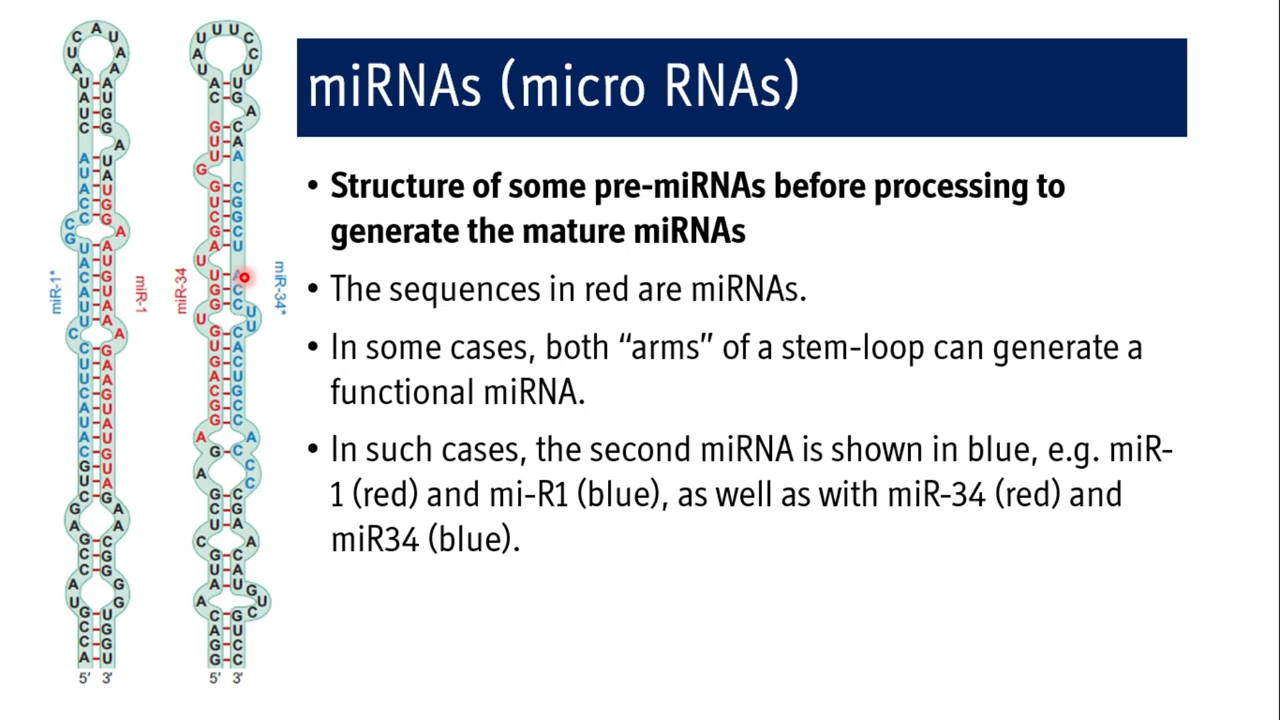 miRNAs (micro RNAs)
• Structure of some pre-miRNAs before processing to
generate the mature miRNAs
• The sequences in red are miRNAs.
• In some cases, both “arms” of a stem-loop can generate a
functional miRNA.
• In such cases, the second miRNA is shown in blue, e.g. miR-
1 (red) and mi-R1 (blue), as well as with miR-34 (red) and
miR34 (blue).
miR-1*
miR-1
miR-34
miR-34*
5′ 3′
5′ 3′